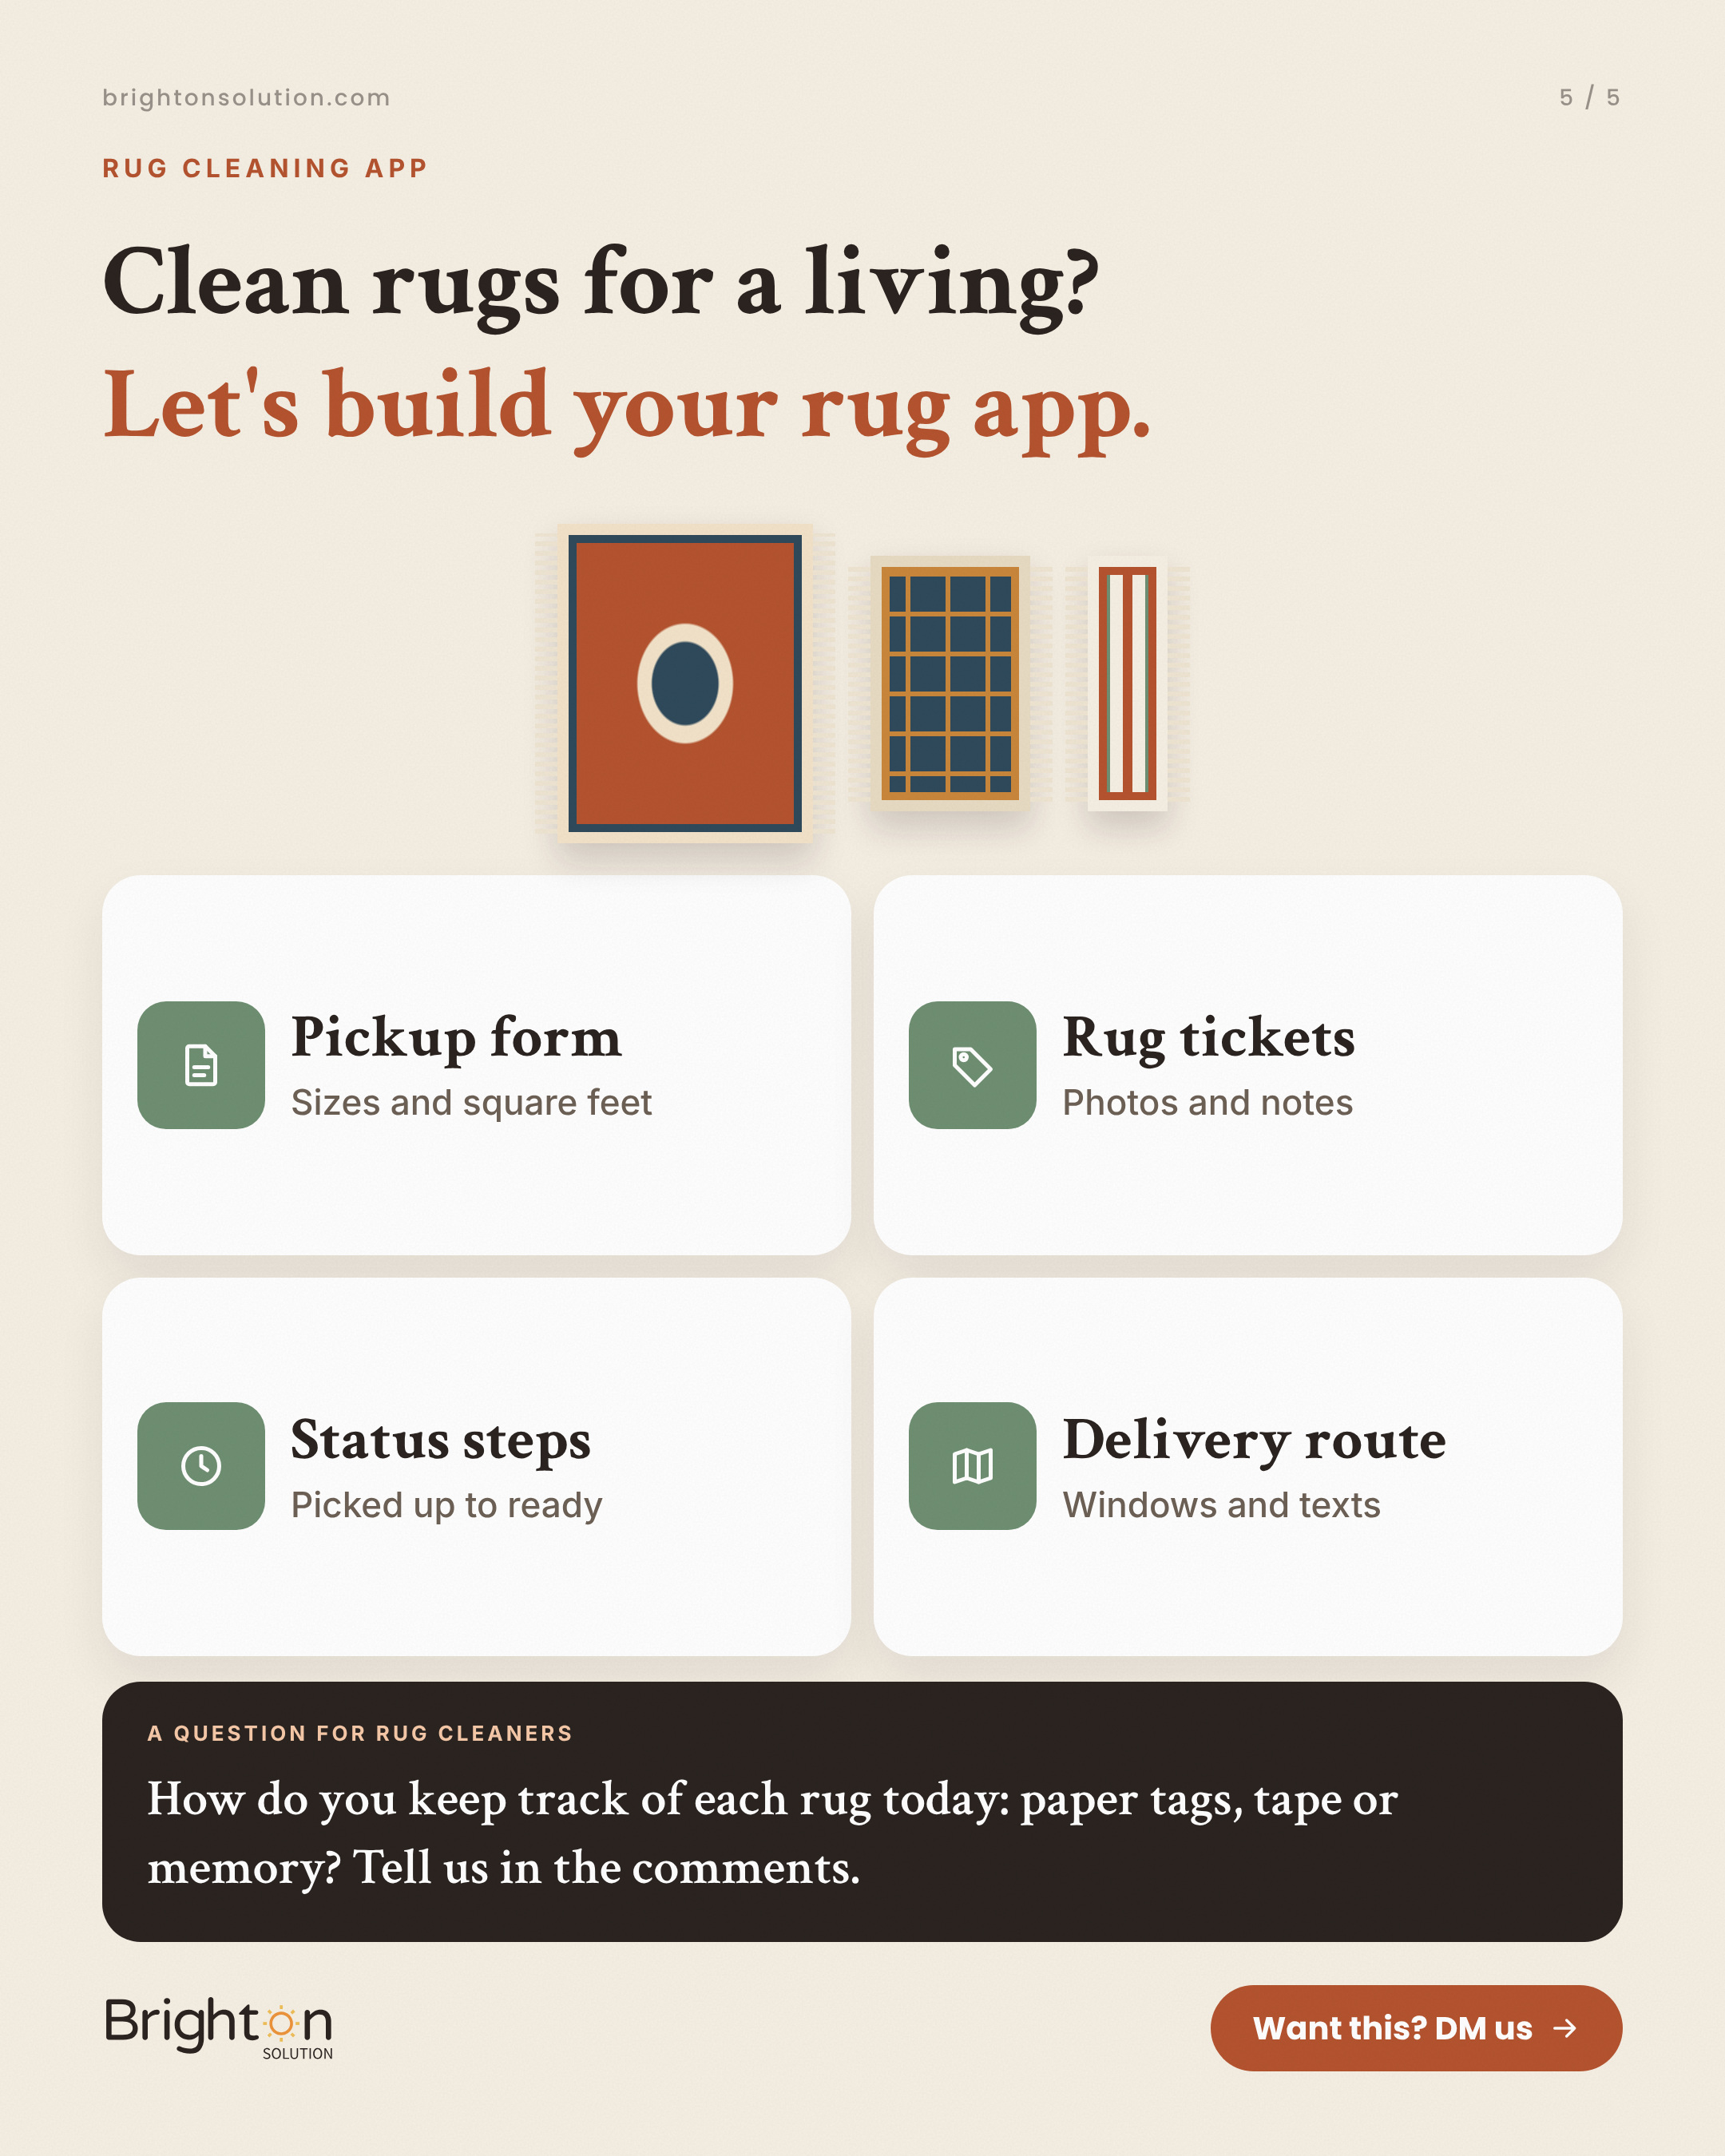 brightonsolution.com
5 / 5
RUG CLEANING APP
Clean rugs for a living?
Let's build your rug app.
Pickup form
Sizes and square feet
Rug tickets
Photos and notes
Status steps
Picked up to ready
Delivery route
Windows and texts
A QUESTION FOR RUG CLEANERS
How do you keep track of each rug today: paper tags, tape or
memory? Tell us in the comments.
Brighton
SOLUTION
Want this? DM us →